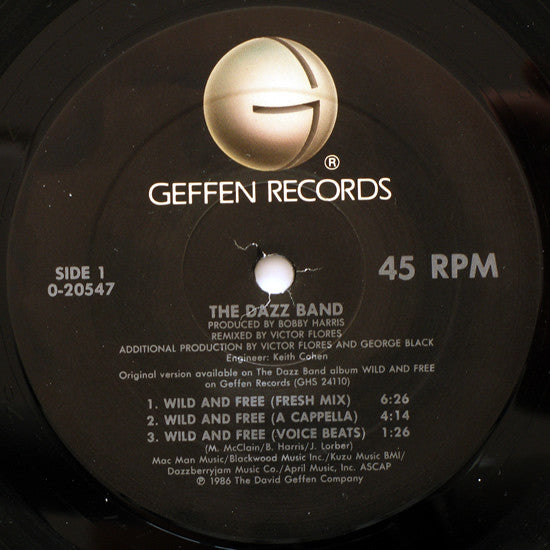 ®
GEFFEN RECORDS
SIDE 1
0-20547
45 RPM
THE DAZZ BAND
PRODUCED BY BOBBY HARRIS
REMIXED BY VICTOR FLORES
ADDITIONAL PRODUCTION BY VICTOR FLORES AND GEORGE BLACK
Engineer: Keith Cohen
Original version available on The Dazz Band album WILD AND FREE
on Geffen Records (GHS 24110)
1. WILD AND FREE (FRESH MIX) 6:26
2. WILD AND FREE (A CAPPELLA) 4:14
3. WILD AND FREE (VOICE BEATS) 1:26
(M. McClain/B. Harris/J. Lorber)
Mac Man Music/Blackwood Music Inc./Kuzu Music BMI/
Dazzberryjam Music Co./April Music, Inc. ASCAP
℗ 1986 The David Geffen Company